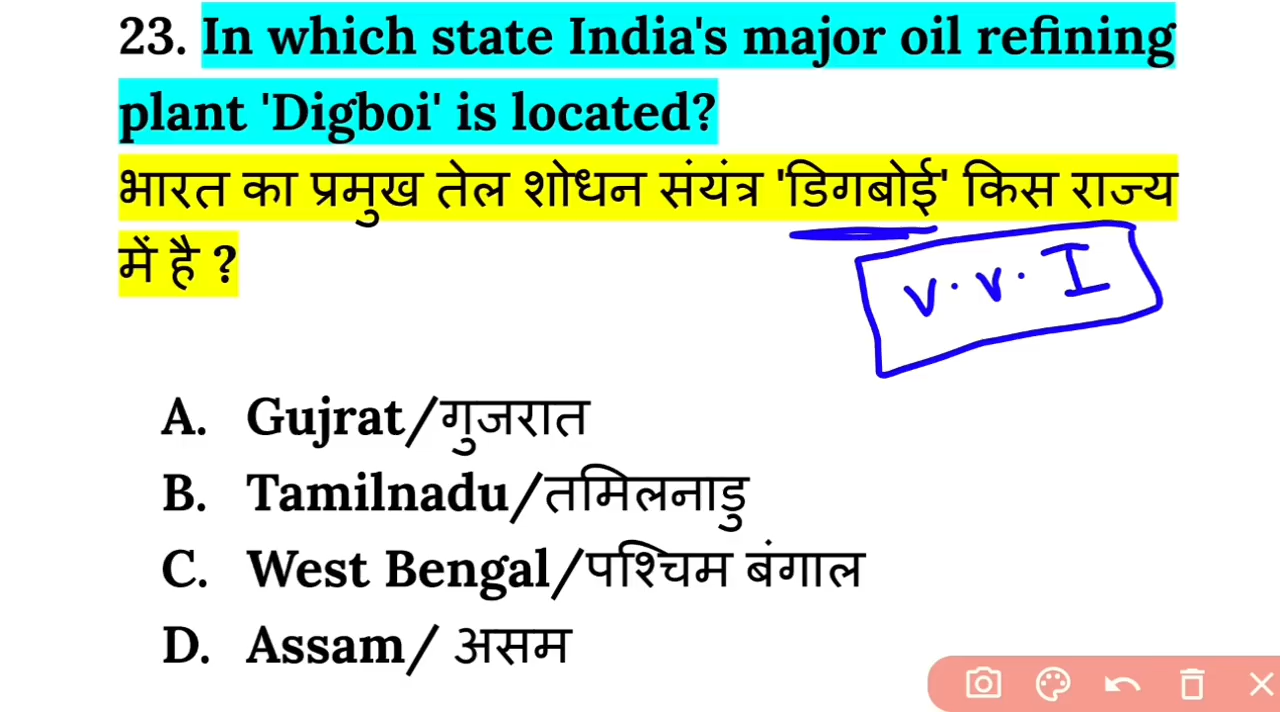 23. In which state India's major oil refining
plant 'Digboi' is located?
भारत का प्रमुख तेल शोधन संयंत्र 'डिगबोई' किस राज्य
में है ?
v. v. I
A. Gujrat/गुजरात
B. Tamilnadu/तमिलनाडु
C. West Bengal/पश्चिम बंगाल
D. Assam/ असम